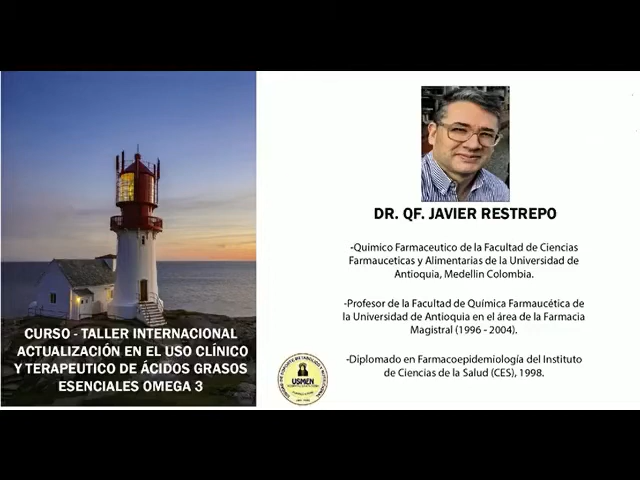 DR. QF. JAVIER RESTREPO
-Quimico Farmaceutico de la Facultad de Ciencias
Farmauceticas y Alimentarias de la Universidad de
Antioquia, Medellin Colombia.
-Profesor de la Facultad de Química Farmaucética de
la Universidad de Antioquia en el área de la Farmacia
Magistral (1996 - 2004).
-Diplomado en Farmacoepidemiología del Instituto
de Ciencias de la Salud (CES), 1998.
CURSO - TALLER INTERNACIONAL
ACTUALIZACIÓN EN EL USO CLÍNICO
Y TERAPEUTICO DE ÁCIDOS GRASOS
ESENCIALES OMEGA 3
USMEN